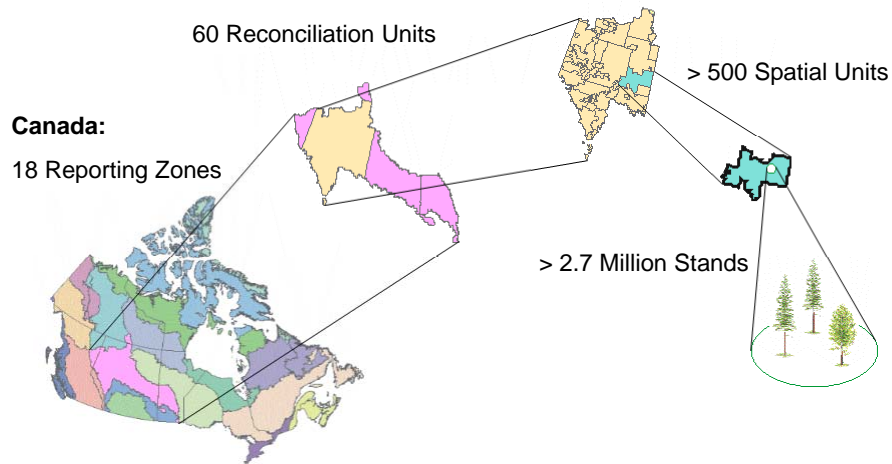 60 Reconciliation Units
> 500 Spatial Units
Canada:
18 Reporting Zones
> 2.7 Million Stands